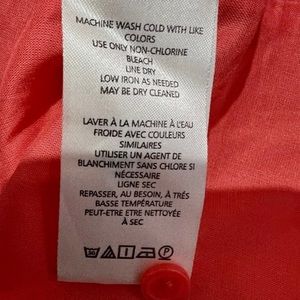 MACHINE WASH COLD WITH LIKE
COLORS
USE ONLY NON-CHLORINE
BLEACH
LINE DRY
LOW IRON AS NEEDED
MAY BE DRY CLEANED
LAVER À LA MACHINE À L'EAU
FROIDE AVEC COULEURS
SIMILAIRES
UTILISER UN AGENT DE
BLANCHIMENT SANS CHLORE SI
NÉCESSAIRE
LIGNE SEC
REPASSER, AU BESOIN, À TRÉS
BASSE TEMPÉRATURE
PEUT-ETRE ETRE NETTOYÉE
À SEC
30
P